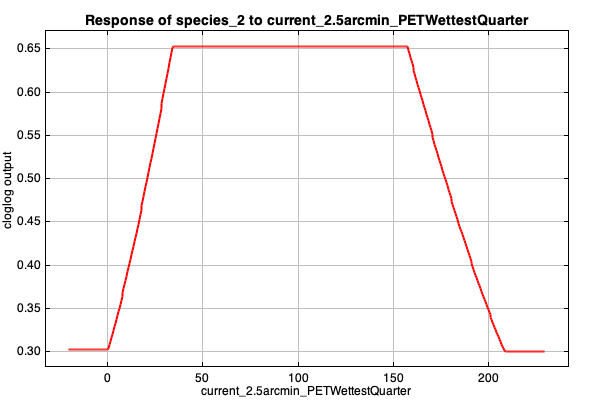 Response of species_2 to current_2.5arcmin_PETWettestQuarter
0.65
0.60
0.55
0.50
0.45
0.40
0.35
0.30
cloglog output
0 50 100 150 200
current_2.5arcmin_PETWettestQuarter